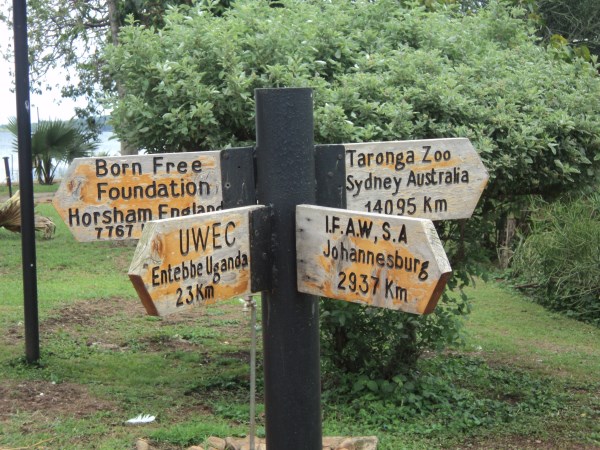 Born Free
Foundation
Horsham England
7767
Taronga Zoo
Sydney Australia
14095 Km
UWEC
Entebbe Uganda
23Km
I.F.A.W, S.A
Johannesburg
2937 Km